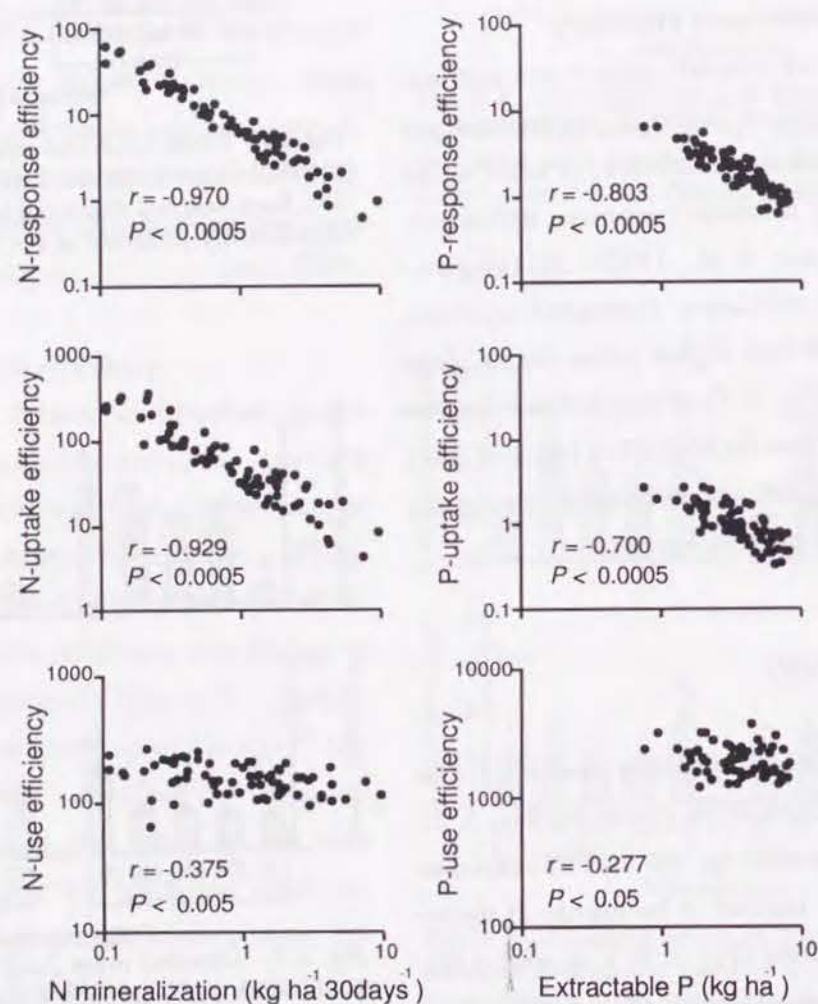 N-response efficiency
100
10
1
0.1
r = -0.970
P < 0.0005
P-response efficiency
100
10
1
0.1
r = -0.803
P < 0.0005
N-uptake efficiency
1000
100
10
1
r = -0.929
P < 0.0005
P-uptake efficiency
100
10
1
0.1
r = -0.700
P < 0.0005
N-use efficiency
1000
100
10
r = -0.375
P < 0.005
0.1 1 10
N mineralization (kg ha⁻¹ 30days⁻¹)
P-use efficiency
10000
1000
100
r = -0.277
P < 0.05
0.1 1 10
Extractable P (kg ha⁻¹)